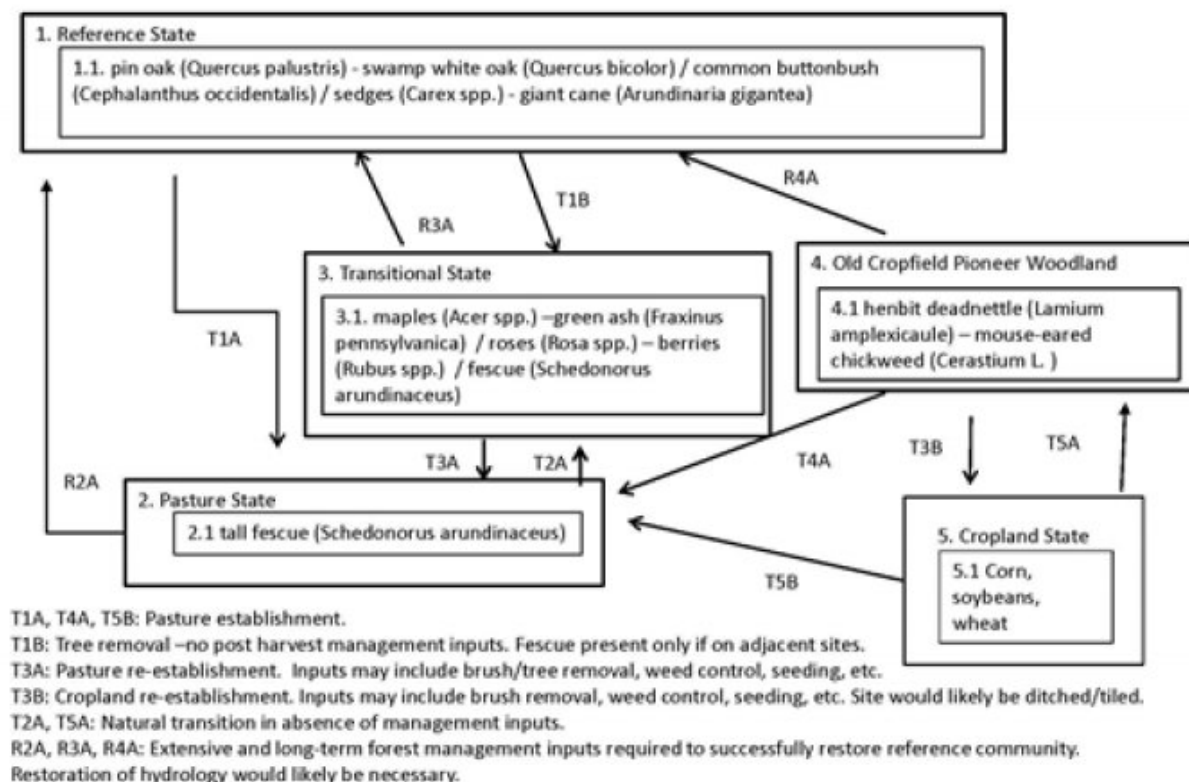 1. Reference State
1.1. pin oak (Quercus palustris) - swamp white oak (Quercus bicolor) / common buttonbush
(Cephalanthus occidentalis) / sedges (Carex spp.) - giant cane (Arundinaria gigantea)
R4A
T1B
R3A
3. Transitional State
4. Old Cropfield Pioneer Woodland
3.1. maples (Acer spp.) –green ash (Fraxinus
pennsylvanica) / roses (Rosa spp.) – berries
(Rubus spp.) / fescue (Schedonorus
arundinaceus)
4.1 henbit deadnettle (Lamium
amplexicaule) – mouse-eared
chickweed (Cerastium L. )
T1A
T3A
T2A
T4A
T3B
T5A
R2A
2. Pasture State
2.1 tall fescue (Schedonorus arundinaceus)
5. Cropland State
5.1 Corn,
soybeans,
wheat
T5B
T1A, T4A, T5B: Pasture establishment.
T1B: Tree removal –no post harvest management inputs. Fescue present only if on adjacent sites.
T3A: Pasture re-establishment. Inputs may include brush/tree removal, weed control, seeding, etc.
T3B: Cropland re-establishment. Inputs may include brush removal, weed control, seeding, etc. Site would likely be ditched/tiled.
T2A, T5A: Natural transition in absence of management inputs.
R2A, R3A, R4A: Extensive and long-term forest management inputs required to successfully restore reference community.
Restoration of hydrology would likely be necessary.